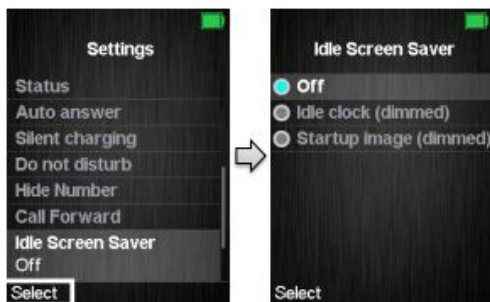 Settings
Status
Auto answer
Silent charging
Do not disturb
Hide Number
Call Forward
Idle Screen Saver
Off
Select
Idle Screen Saver
Off
Idle clock (dimmed)
Startup image (dimmed)
Select